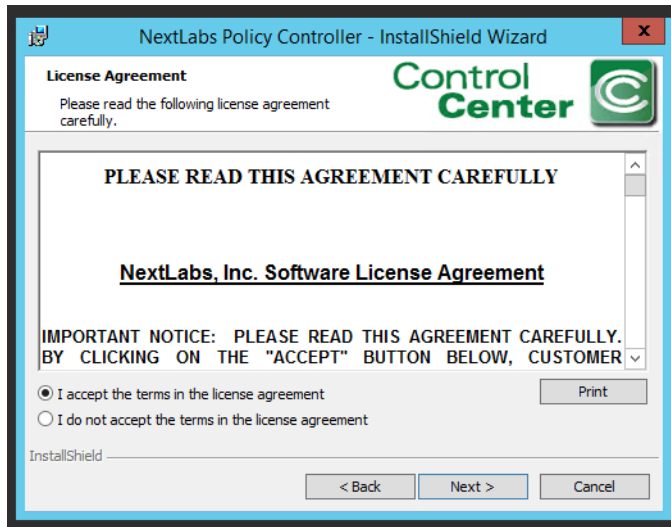 NextLabs Policy Controller - InstallShield Wizard
x
License Agreement
Please read the following license agreement
carefully.
Control
Center
PLEASE READ THIS AGREEMENT CAREFULLY
NextLabs, Inc. Software License Agreement
IMPORTANT NOTICE: PLEASE READ THIS AGREEMENT CAREFULLY.
BY CLICKING ON THE "ACCEPT" BUTTON BELOW, CUSTOMER
I accept the terms in the license agreement
Print
I do not accept the terms in the license agreement
InstallShield
< Back Next > Cancel